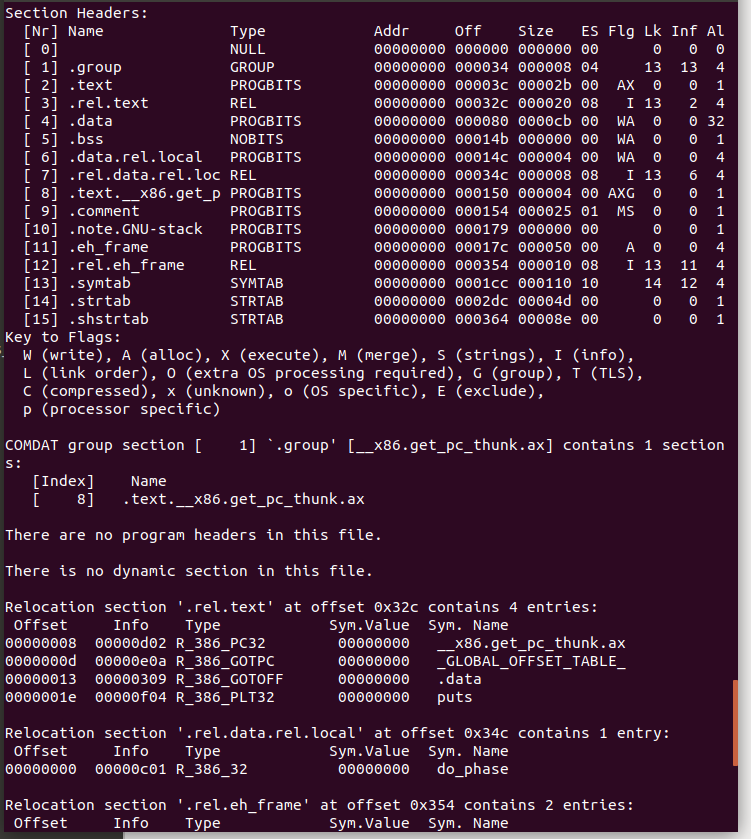 Section Headers:
  [Nr] Name              Type            Addr     Off    Size   ES Flg Lk Inf Al
  [ 0]                   NULL            00000000 000000 000000 00      0   0  0
  [ 1] .group            GROUP           00000000 000034 000008 04     13  13  4
  [ 2] .text             PROGBITS        00000000 00003c 00002b 00  AX  0   0  1
  [ 3] .rel.text         REL             00000000 00032c 000020 08   I 13   2  4
  [ 4] .data             PROGBITS        00000000 000080 0000cb 00  WA  0   0 32
  [ 5] .bss              NOBITS          00000000 00014b 000000 00  WA  0   0  1
  [ 6] .data.rel.local   PROGBITS        00000000 00014c 000004 00  WA  0   0  4
  [ 7] .rel.data.rel.loc REL             00000000 00034c 000008 08   I 13   6  4
  [ 8] .text.__x86.get_p PROGBITS        00000000 000150 000004 00 AXG  0   0  1
  [ 9] .comment          PROGBITS        00000000 000154 000025 01  MS  0   0  1
  [10] .note.GNU-stack   PROGBITS        00000000 000179 000000 00      0   0  1
  [11] .eh_frame         PROGBITS        00000000 00017c 000050 00   A  0   0  4
  [12] .rel.eh_frame     REL             00000000 000354 000010 08   I 13  11  4
  [13] .symtab           SYMTAB          00000000 0001cc 000110 10     14  12  4
  [14] .strtab           STRTAB          00000000 0002dc 00004d 00      0   0  1
  [15] .shstrtab         STRTAB          00000000 000364 00008e 00      0   0  1
Key to Flags:
  W (write), A (alloc), X (execute), M (merge), S (strings), I (info),
  L (link order), O (extra OS processing required), G (group), T (TLS),
  C (compressed), x (unknown), o (OS specific), E (exclude),
  p (processor specific)

COMDAT group section [    1] `.group' [__x86.get_pc_thunk.ax] contains 1 section
s:
   [Index]    Name
   [    8]   .text.__x86.get_pc_thunk.ax

There are no program headers in this file.

There is no dynamic section in this file.

Relocation section '.rel.text' at offset 0x32c contains 4 entries:
 Offset     Info    Type            Sym.Value  Sym. Name
00000008  00000d02 R_386_PC32        00000000   __x86.get_pc_thunk.ax
0000000d  00000e0a R_386_GOTPC       00000000   _GLOBAL_OFFSET_TABLE_
00000013  00000309 R_386_GOTOFF      00000000   .data
0000001e  00000f04 R_386_PLT32       00000000   puts

Relocation section '.rel.data.rel.local' at offset 0x34c contains 1 entry:
 Offset     Info    Type            Sym.Value  Sym. Name
00000000  00000c01 R_386_32          00000000   do_phase

Relocation section '.rel.eh_frame' at offset 0x354 contains 2 entries:
 Offset     Info    Type            Sym.Value  Sym. Name